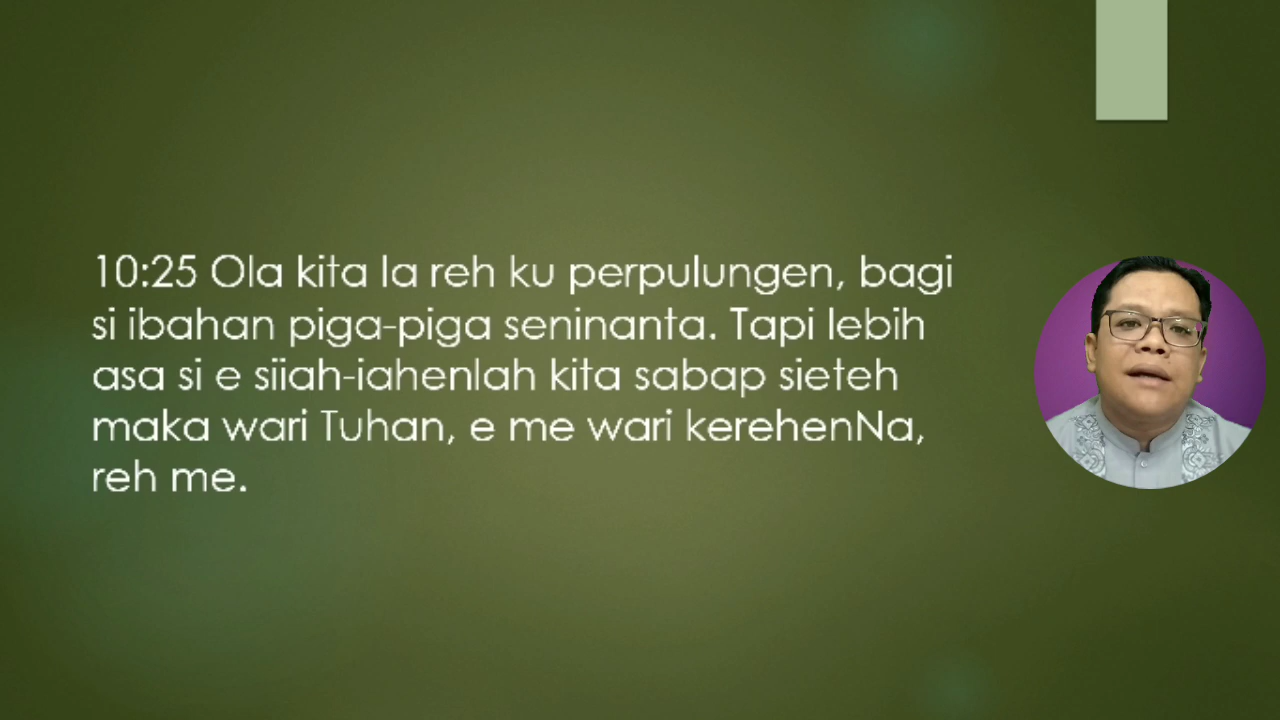 10:25 Ola kita la reh ku perpulungen, bagi
si ibahan piga-piga seninanta. Tapi lebih
asa si e siiah-iahenlah kita sabap sieteh
maka wari Tuhan, e me wari kerehenNa,
reh me.